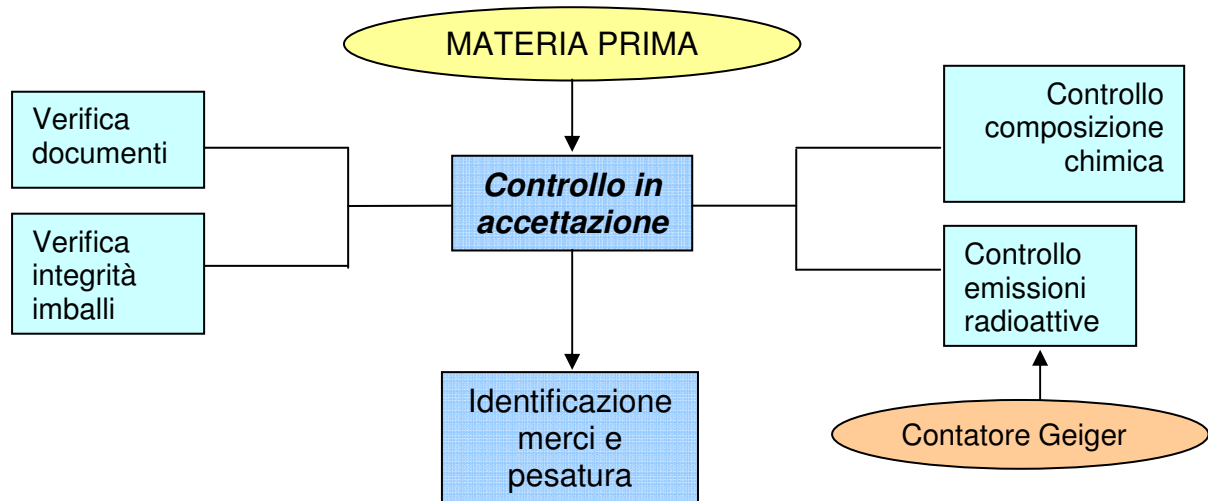 MATERIA PRIMA
Verifica
documenti
Verifica
integrità
imballi
Controllo in
accettazione
Controllo
composizione
chimica
Controllo
emissioni
radioattive
Identificazione
merci e
pesatura
Contatore Geiger